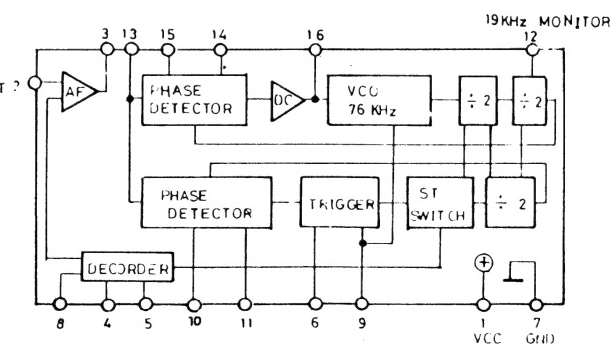 19KHz MONITOR
3 13 15 14 16 12
2
AF
PHASE DETECTOR
DC
VCO
76 KHz
÷ 2
÷ 2
PHASE
DETECTOR
TRIGGER
ST
SWITCH
÷ 2
DECORDER
+
8 4 5 10 11 6 9 1 7
VCC GND